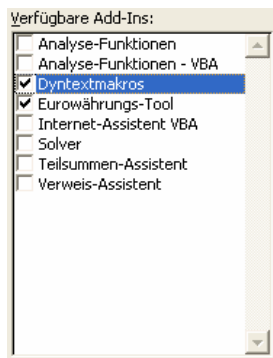 Verfügbare Add-Ins:
Analyse-Funktionen
Analyse-Funktionen - VBA
Dyntextmakros
Eurowährungs-Tool
Internet-Assistent VBA
Solver
Teilsummen-Assistent
Verweis-Assistent